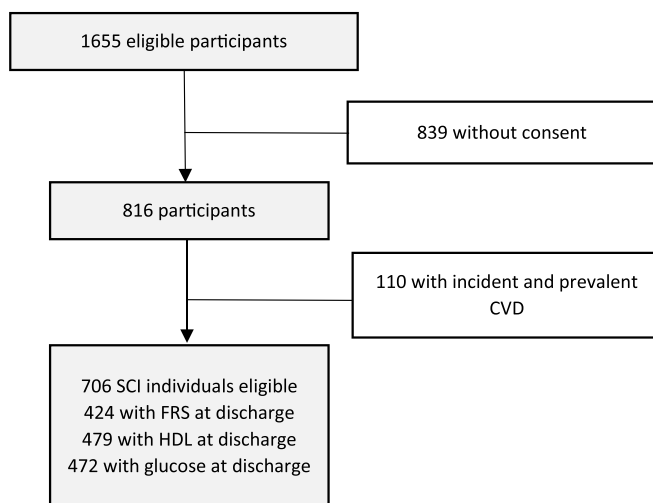 1655 eligible participants
839 without consent
816 participants
110 with incident and prevalent
CVD
706 SCI individuals eligible
424 with FRS at discharge
479 with HDL at discharge
472 with glucose at discharge